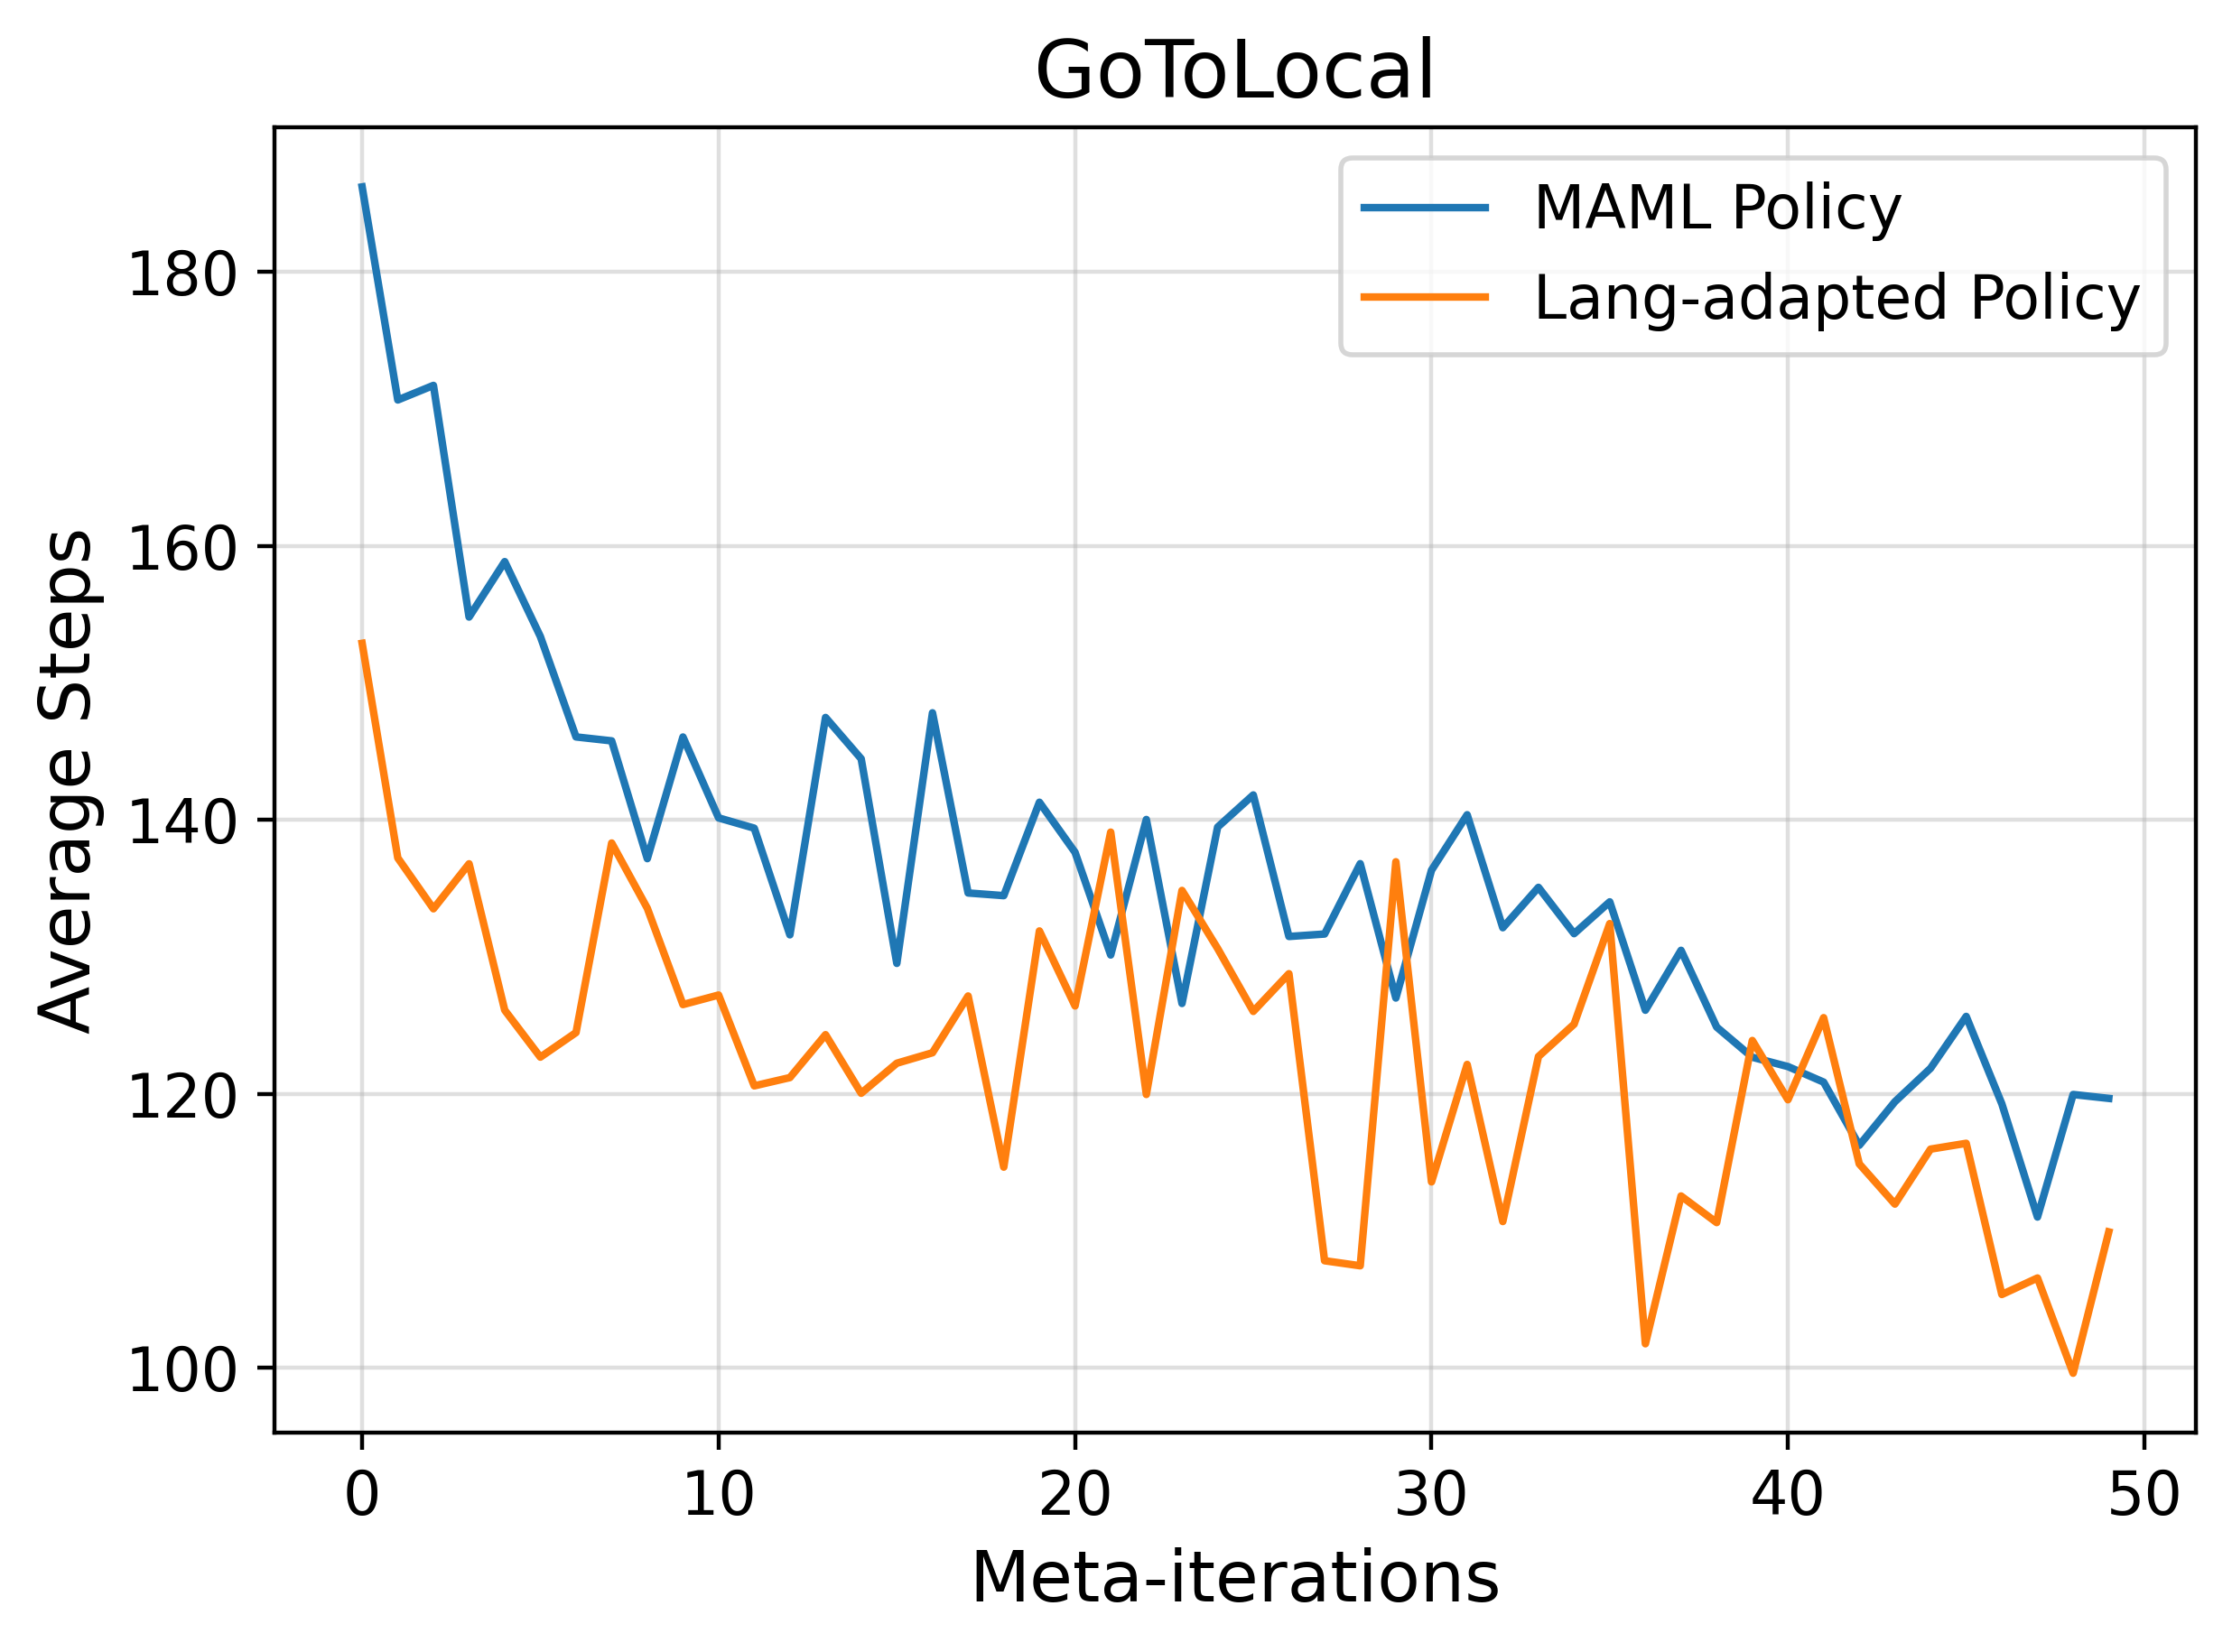 GoToLocal
MAML Policy
Lang-adapted Policy
Average Steps
180
160
140
120
100
0 10 20 30 40 50
Meta-iterations